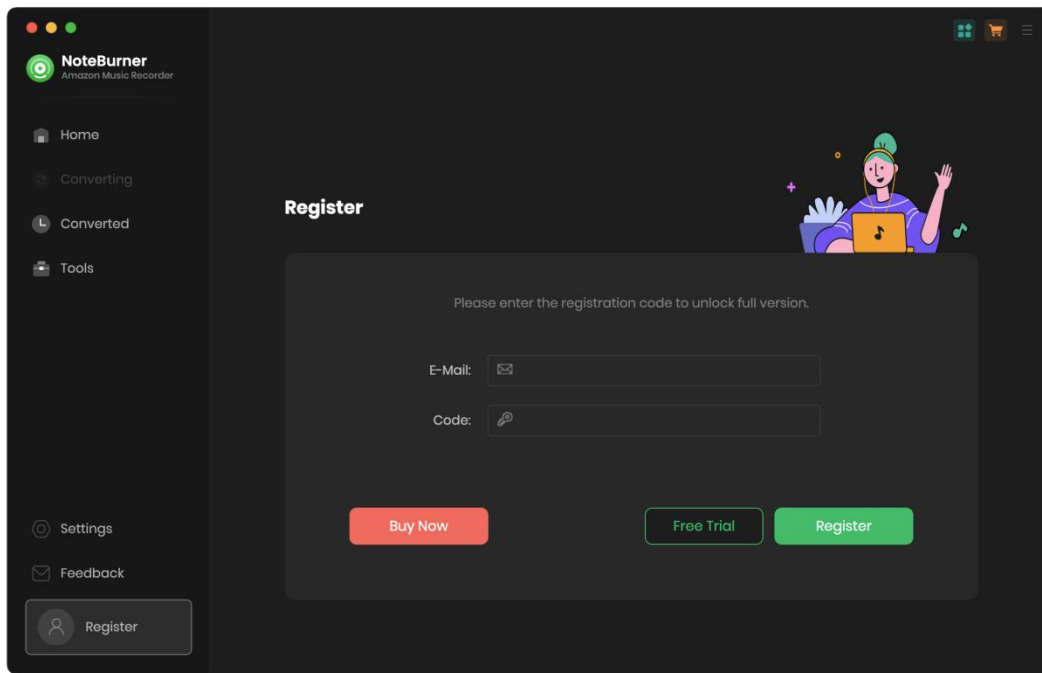 NoteBurner
Amazon Music Recorder
Home
Converting
Converted
Tools
Settings
Feedback
Register
Register
Please enter the registration code to unlock full version.
E-Mail:
Code:
Buy Now
Free Trial
Register